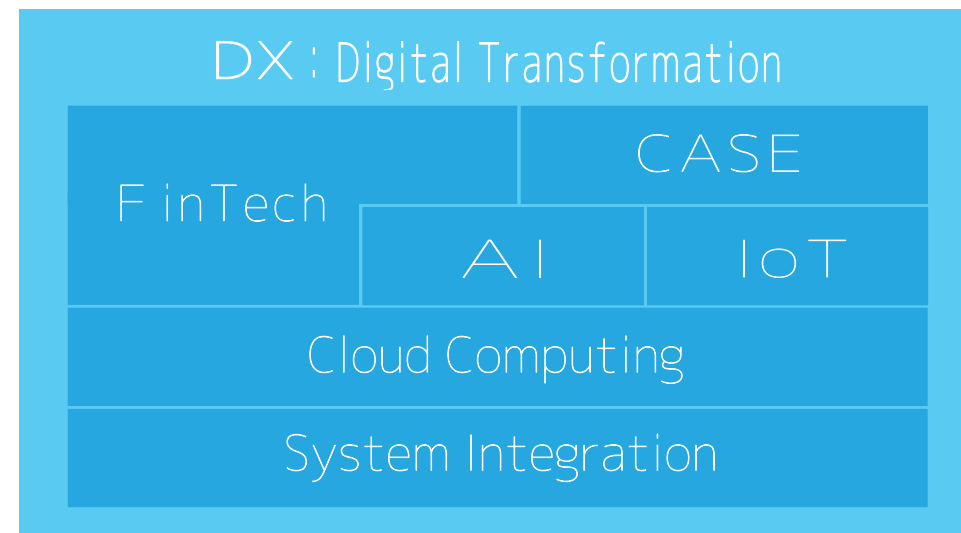 DX：Digital Transformation
CASE
FinTech
AI
IoT
Cloud Computing
System Integration